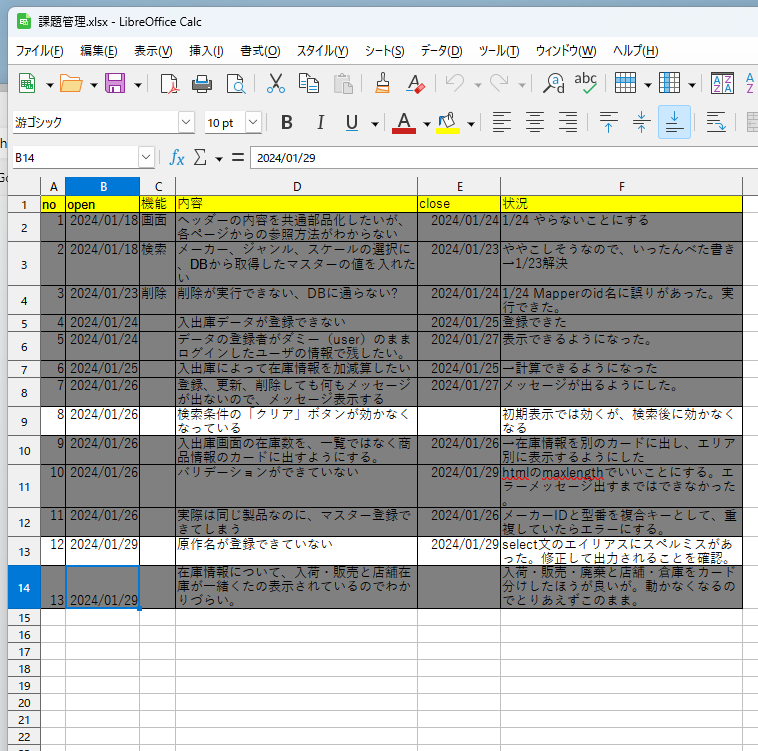 課題管理.xlsx - LibreOffice Calc
ファイル(F) 編集(E) 表示(V) 挿入(I) 書式(O) スタイル(Y) シート(S) データ(D) ツール(T) ウィンドウ(W) ヘルプ(H)
abc
游ゴシック 10 pt B I U A
B14 fx Σ = 2024/01/29
A B C D E F
1 no open 機能 内容 close 状況
2 1 2024/01/18 画面 ヘッダーの内容を共通部品化したいが、 2024/01/24 1/24 やらないことにする
各ページからの参照方法がわからない
3 2 2024/01/18 検索 メーカー、ジャンル、スケールの選択に 2024/01/23 ややこしそうなので、いったんべた書き
、DBから取得したマスターの値を入れた →1/23解決
い
4 3 2024/01/23 削除 削除が実行できない、DBに通らない? 2024/01/24 1/24 Mapperのid名に誤りがあった。実
行できた。
5 4 2024/01/24 入出庫データが登録できない 2024/01/25 登録できた
6 5 2024/01/24 データの登録者がダミー（user）のまま 2024/01/27 表示できるようになった。
ログインしたユーザの情報で残したい。
7 6 2024/01/25 入出庫によって在庫情報を加減算したい 2024/01/25 →計算できるようになった
8 7 2024/01/26 登録、更新、削除しても何もメッセージ 2024/01/27 メッセージが出るようにした。
が出ないので、メッセージ表示する
9 8 2024/01/26 検索条件の「クリア」ボタンが効かなく 初期表示では効くが、検索後に効かなく
なっている なる
10 9 2024/01/26 入出庫画面の在庫数を、一覧ではなく商 2024/01/26 →在庫情報を別のカードに出し、エリア
品情報のカードに出すようにする。 別に表示するようにした
11 10 2024/01/26 バリデーションができていない 2024/01/29 htmlのmaxlengthでいいことにする。エ
ラーメッセージ出すまではできなかった
。
12 11 2024/01/26 実際は同じ製品なのに、マスター登録で 2024/01/26 メーカーIDと型番を複合キーとして、重
きてしまう 複していたらエラーにする。
13 12 2024/01/29 原作名が登録できていない 2024/01/29 select文のエイリアスにスペルミスがあ
った。修正して出力されることを確認。
14 13 2024/01/29 在庫情報について、入荷・販売と店舗在 入荷・販売・廃棄と店舗・倉庫をカード
庫が一緒くたの表示されているのでわか 分けしたほうが良いが。動かなくなるの
りづらい。 でとりあえずこのまま。
15
16
17
18
19
20
21
22